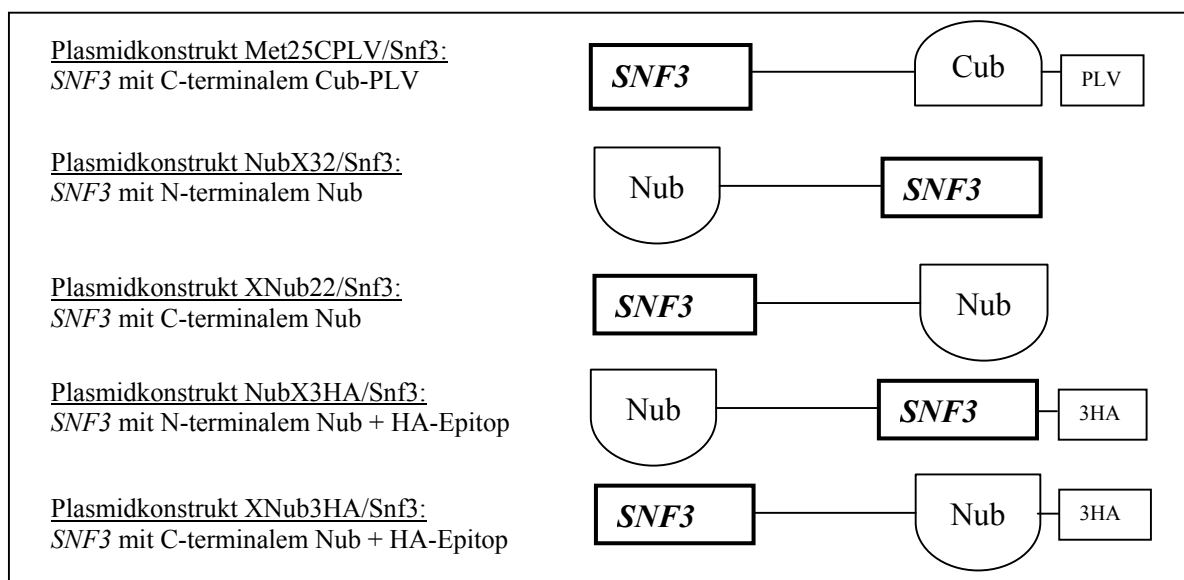 Plasmidkonstrukt Met25CPLV/Snf3:
SNF3 mit C-terminalem Cub-PLV
SNF3
Cub
PLV
Plasmidkonstrukt NubX32/Snf3:
SNF3 mit N-terminalem Nub
Nub
SNF3
Plasmidkonstrukt XNub22/Snf3:
SNF3 mit C-terminalem Nub
SNF3
Nub
Plasmidkonstrukt NubX3HA/Snf3:
SNF3 mit N-terminalem Nub + HA-Epitop
Nub
SNF3
3HA
Plasmidkonstrukt XNub3HA/Snf3:
SNF3 mit C-terminalem Nub + HA-Epitop
SNF3
Nub
3HA